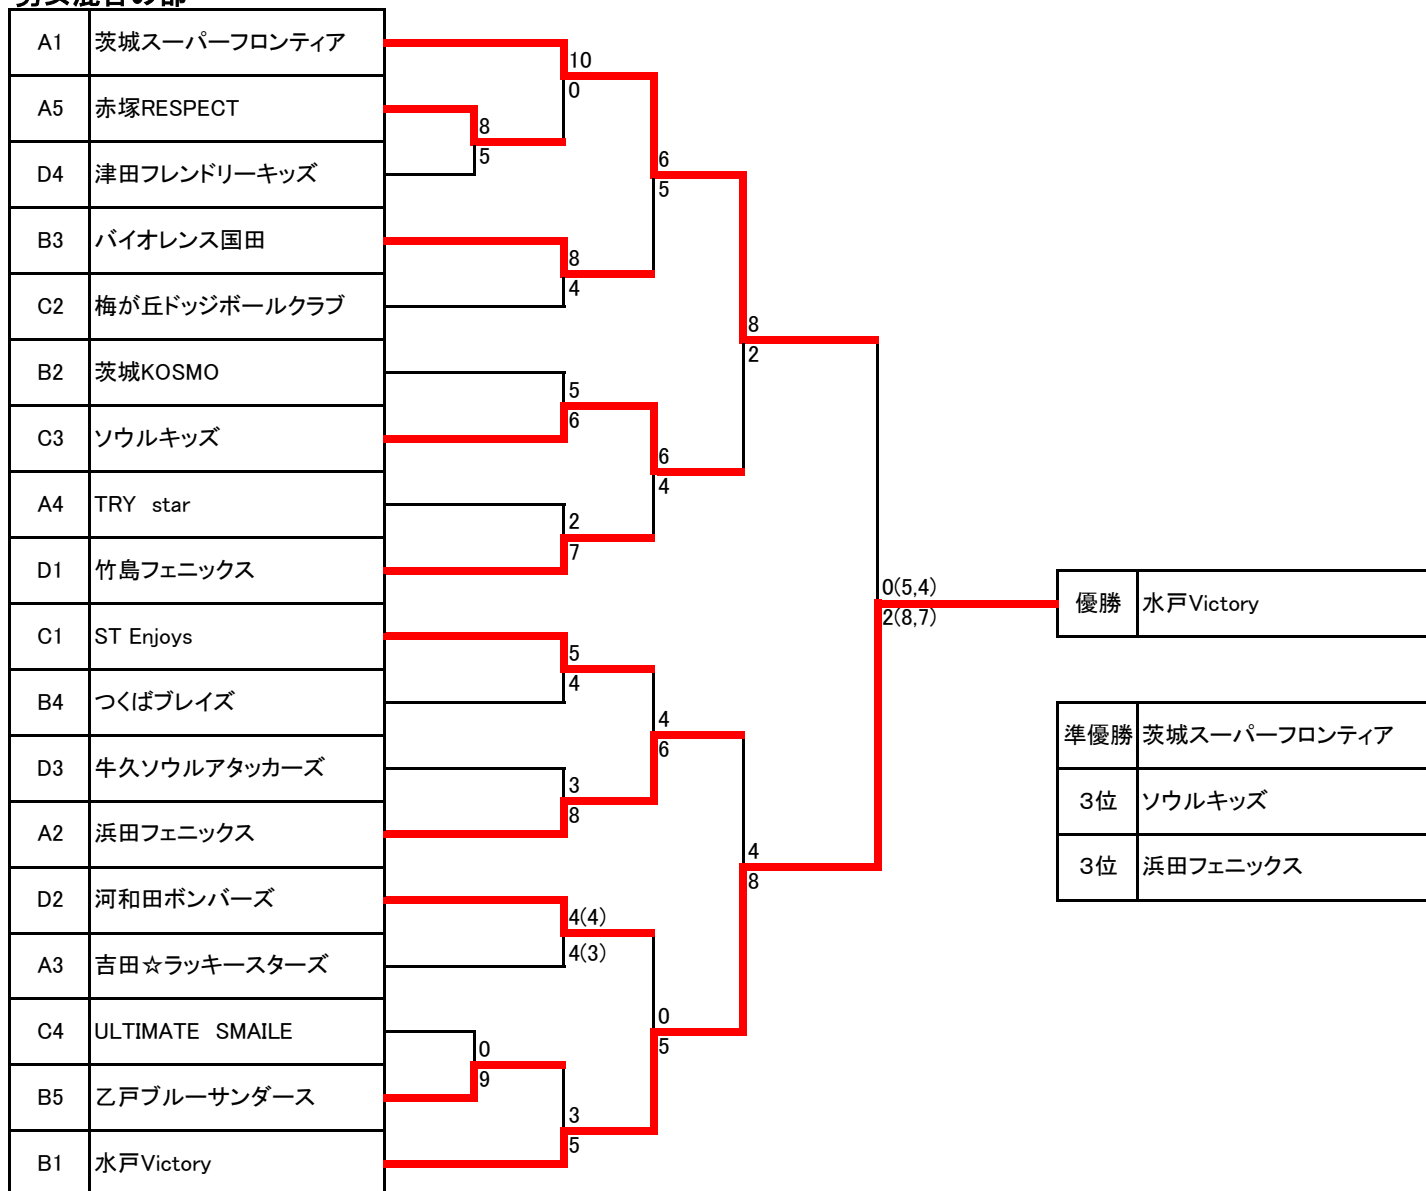 男女混合の部
A1 茨城スーパーフロンティア
A5 赤塚RESPECT
D4 津田フレンドリーキッズ
B3 バイオレンス国田
C2 梅が丘ドッジボールクラブ
B2 茨城KOSMO
C3 ソウルキッズ
A4 TRY star
D1 竹島フェニックス
C1 ST Enjoys
B4 つくばブレイズ
D3 牛久ソウルアタッカーズ
A2 浜田フェニックス
D2 河和田ボンバーズ
A3 吉田☆ラッキースターズ
C4 ULTIMATE SMAILE
B5 乙戸ブルーサンダース
B1 水戸Victory
8
5
0
9
10
0
8
4
5
6
2
7
5
4
3
8
4(4)
4(3)
3
5
6
5
6
4
4
6
0
5
8
2
4
8
0(5,4)
2(8,7)
優勝 水戸Victory
準優勝 茨城スーパーフロンティア
３位 ソウルキッズ
３位 浜田フェニックス